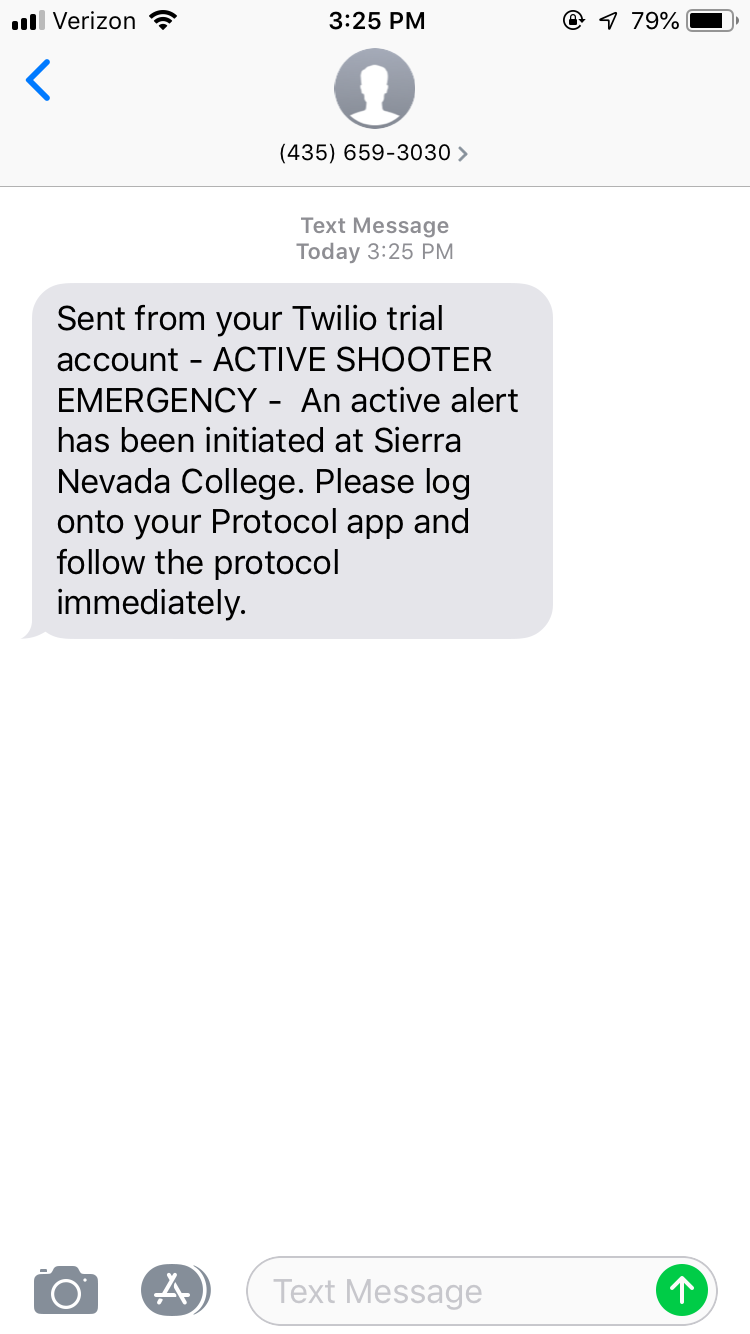 Verizon 3:25 PM 79%
(435) 659-3030
Text Message
Today 3:25 PM
Sent from your Twilio trial
account - ACTIVE SHOOTER
EMERGENCY -  An active alert
has been initiated at Sierra
Nevada College. Please log
onto your Protocol app and
follow the protocol
immediately.
Text Message